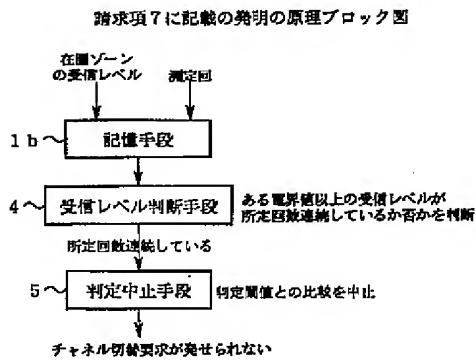 請求項7に記載の発明の原理ブロック図
在圏ゾーン
の受信レベル
測定回
1b 記憶手段
4 受信レベル判断手段
ある電界値以上の受信レベルが
所定回数連続しているか否かを判断
所定回数連続している
5 判定中止手段
判定閾値との比較を中止
チャネル切替要求が発せられない